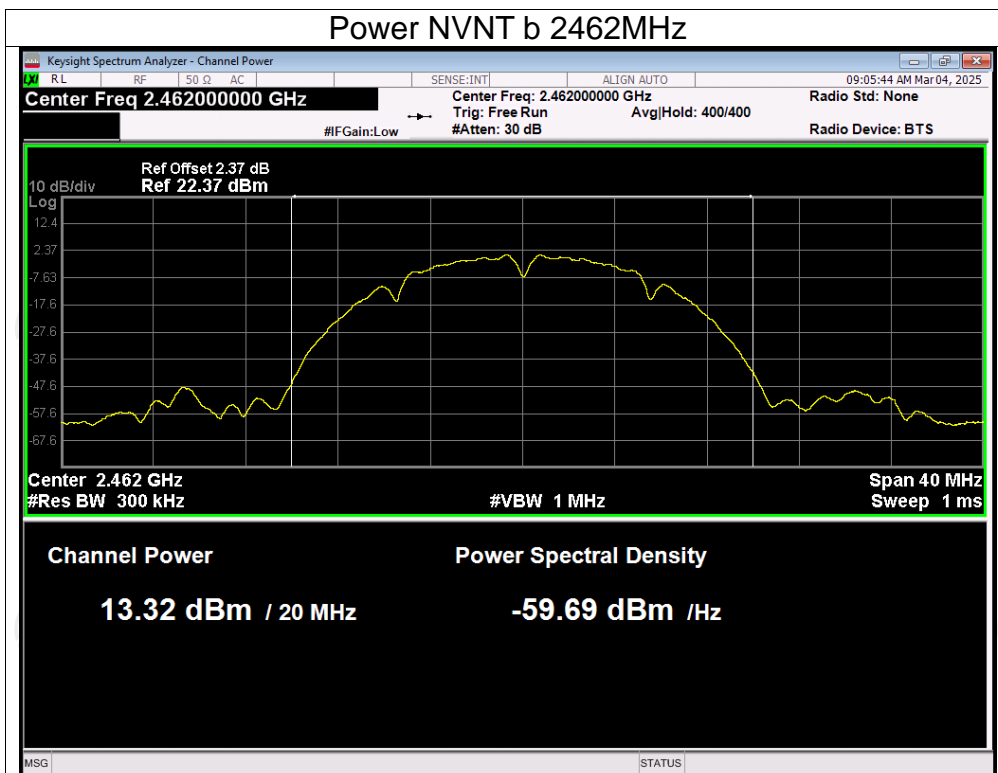 Power NVNT b 2462MHz
Keysight Spectrum Analyzer - Channel Power
LXI RL RF 50 Ω AC SENSE:INT ALIGN AUTO 09:05:44 AM Mar 04, 2025
Center Freq 2.462000000 GHz Center Freq: 2.462000000 GHz Radio Std: None
Trig: Free Run Avg|Hold: 400/400
#IFGain:Low #Atten: 30 dB Radio Device: BTS
Ref Offset 2.37 dB
10 dB/div Ref 22.37 dBm
Log
12.4
2.37
-7.63
-17.6
-27.6
-37.6
-47.6
-57.6
-67.6
Center 2.462 GHz Span 40 MHz
#Res BW 300 kHz #VBW 1 MHz Sweep 1 ms
Channel Power Power Spectral Density
13.32 dBm / 20 MHz -59.69 dBm /Hz
MSG STATUS